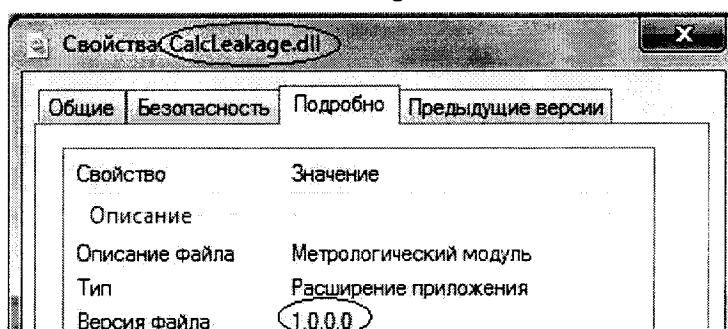 Свойства: CalcLeakage.dll
X
Общие Безопасность Подробно Предыдущие версии
Свойство Значение
Описание
Описание файла Метрологический модуль
Тип Расширение приложения
Версия файла 1.0.0.0